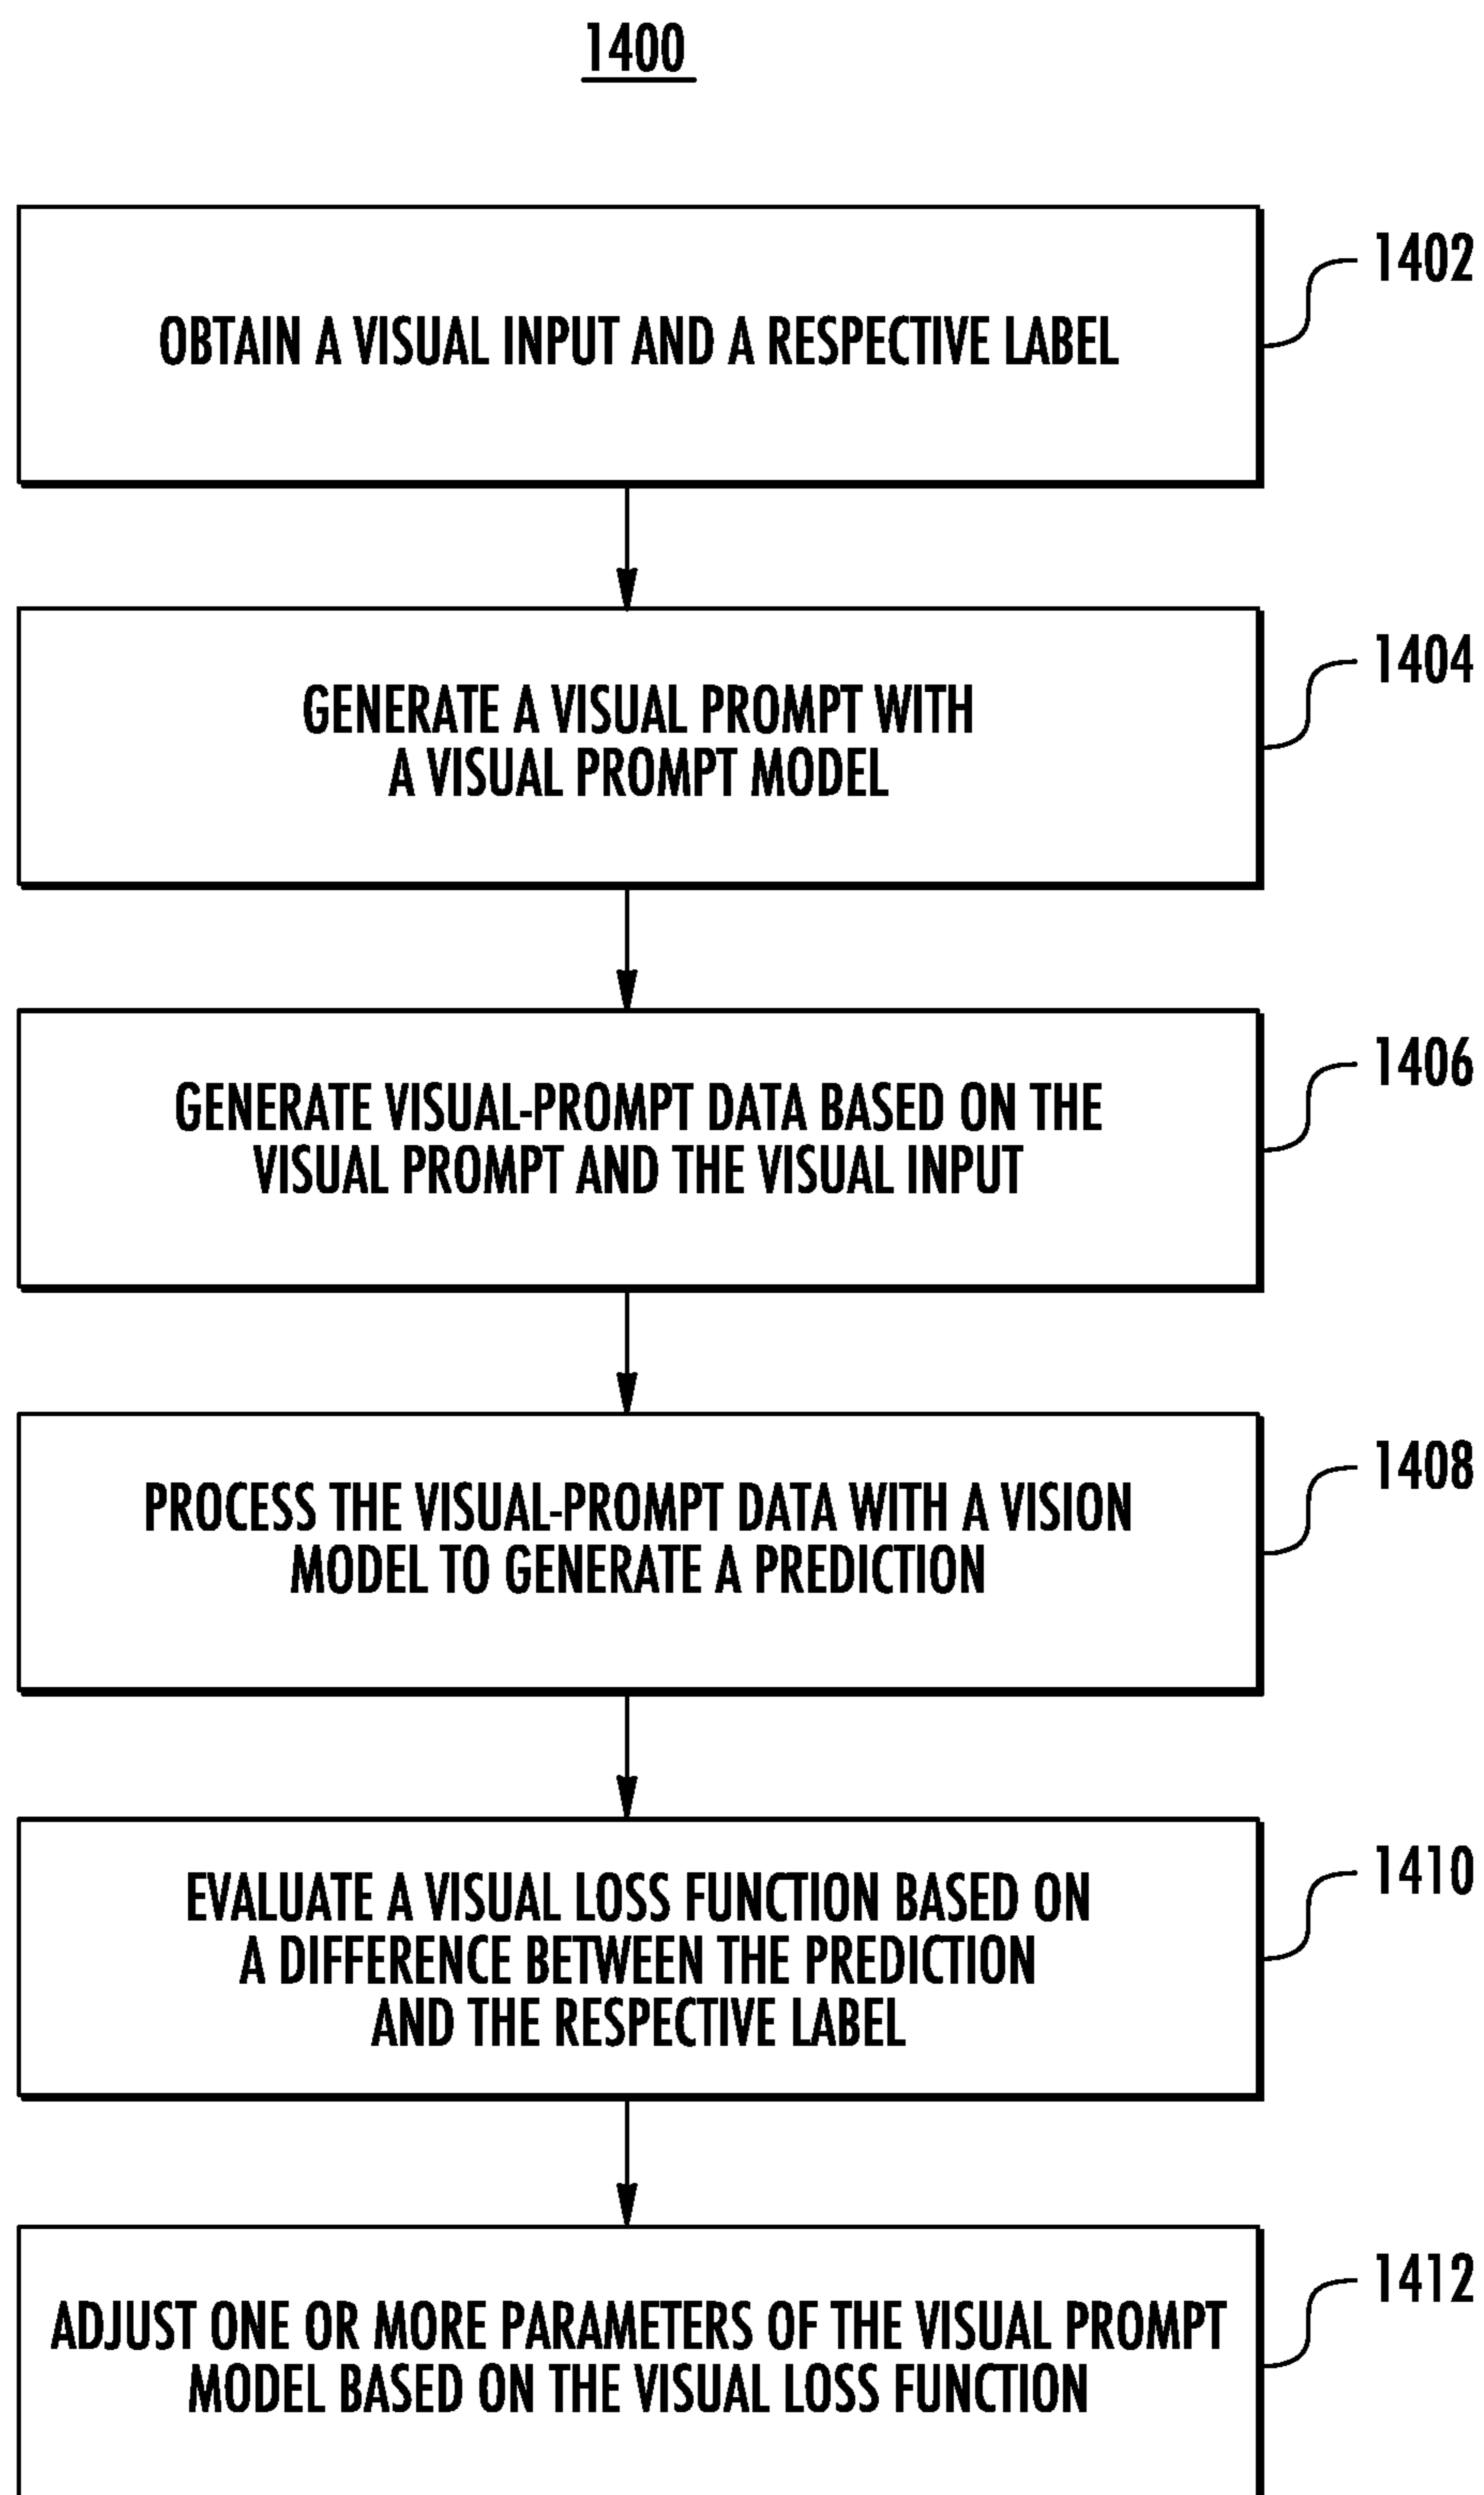 1400
OBTAIN A VISUAL INPUT AND A RESPECTIVE LABEL
1402
GENERATE A VISUAL PROMPT WITH
A VISUAL PROMPT MODEL
1404
GENERATE VISUAL-PROMPT DATA BASED ON THE
VISUAL PROMPT AND THE VISUAL INPUT
1406
PROCESS THE VISUAL-PROMPT DATA WITH A VISION
MODEL TO GENERATE A PREDICTION
1408
EVALUATE A VISUAL LOSS FUNCTION BASED ON
A DIFFERENCE BETWEEN THE PREDICTION
AND THE RESPECTIVE LABEL
1410
ADJUST ONE OR MORE PARAMETERS OF THE VISUAL PROMPT
MODEL BASED ON THE VISUAL LOSS FUNCTION
1412